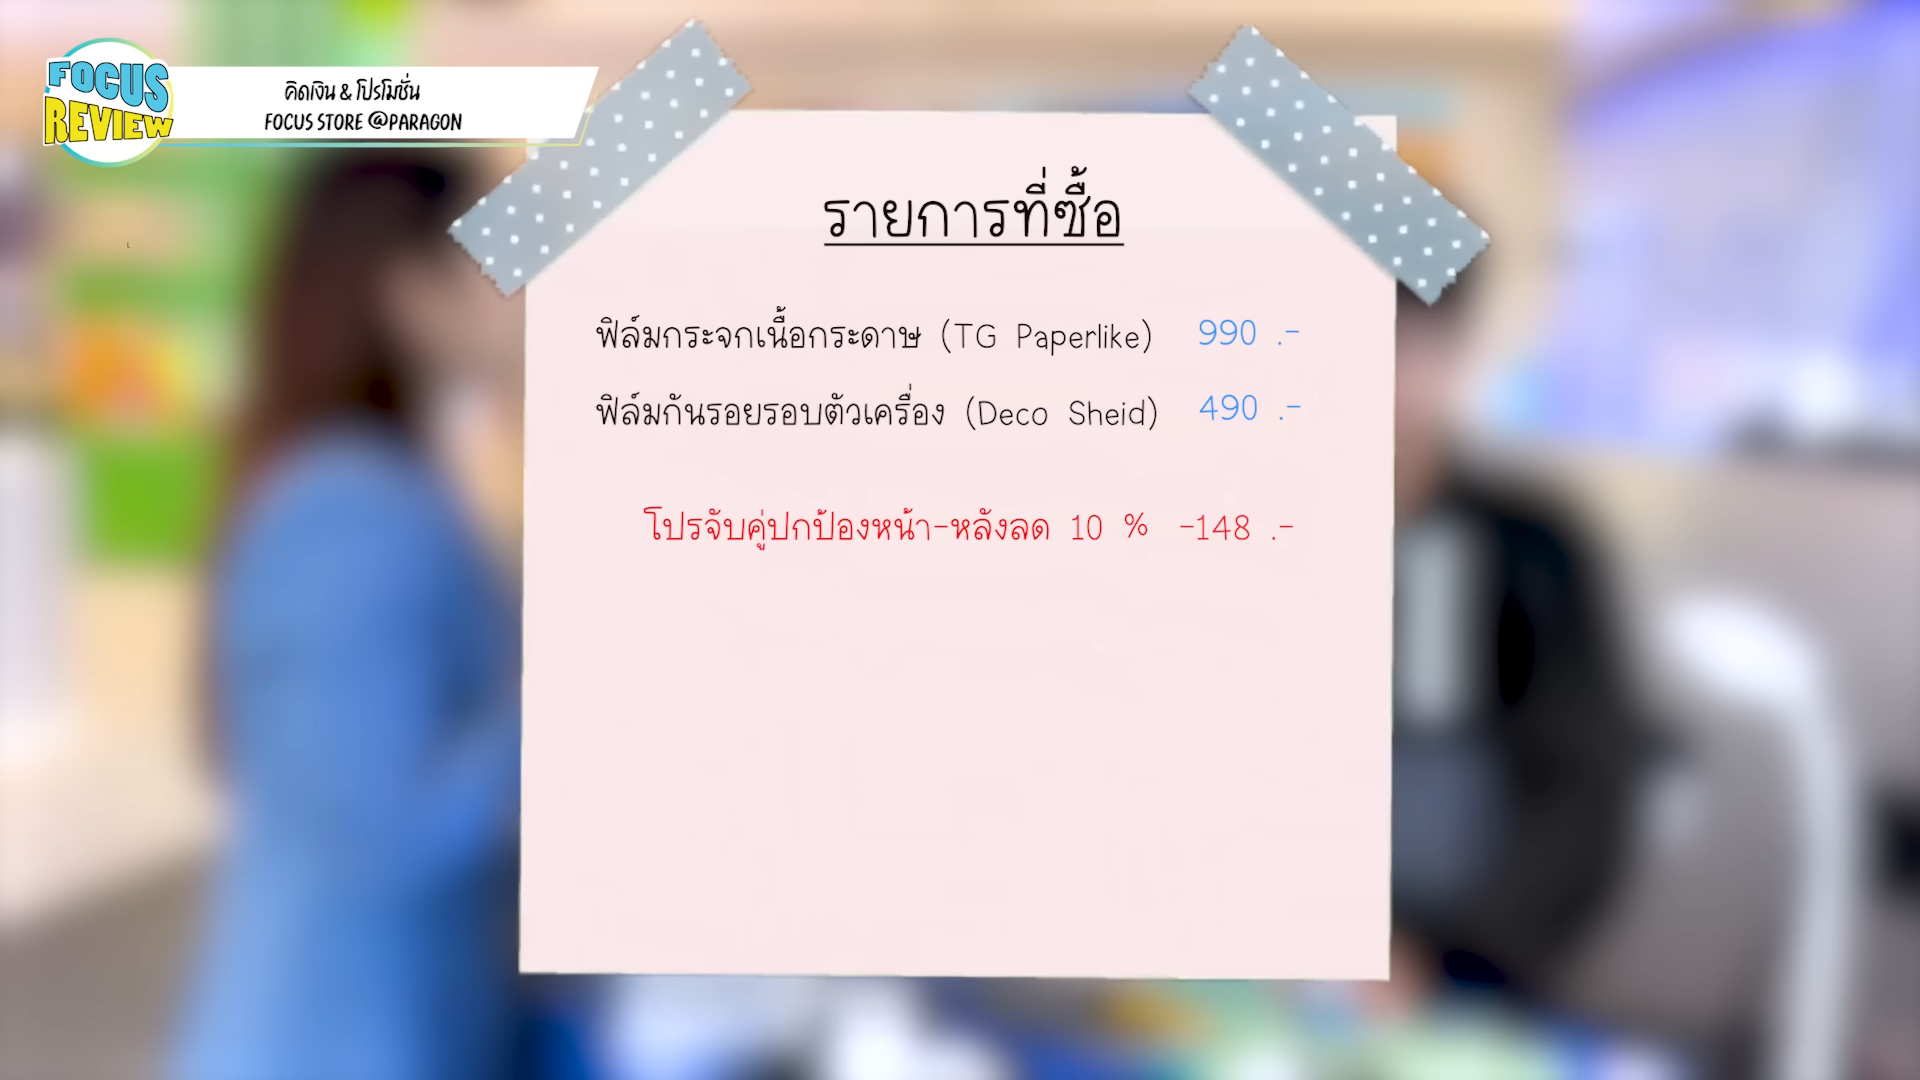 FOCUS
REVIEW
คิดเงิน & โปรโมชั่น
FOCUS STORE @PARAGON
รายการที่ซื้อ
ฟิล์มกระจกเนื้อกระดาษ (TG Paperlike) 990 .-
ฟิล์มกันรอยรอบตัวเครื่อง (Deco Sheid) 490 .-
โปรจับคู่ปกป้องหน้า-หลังลด 10 % -148 .-